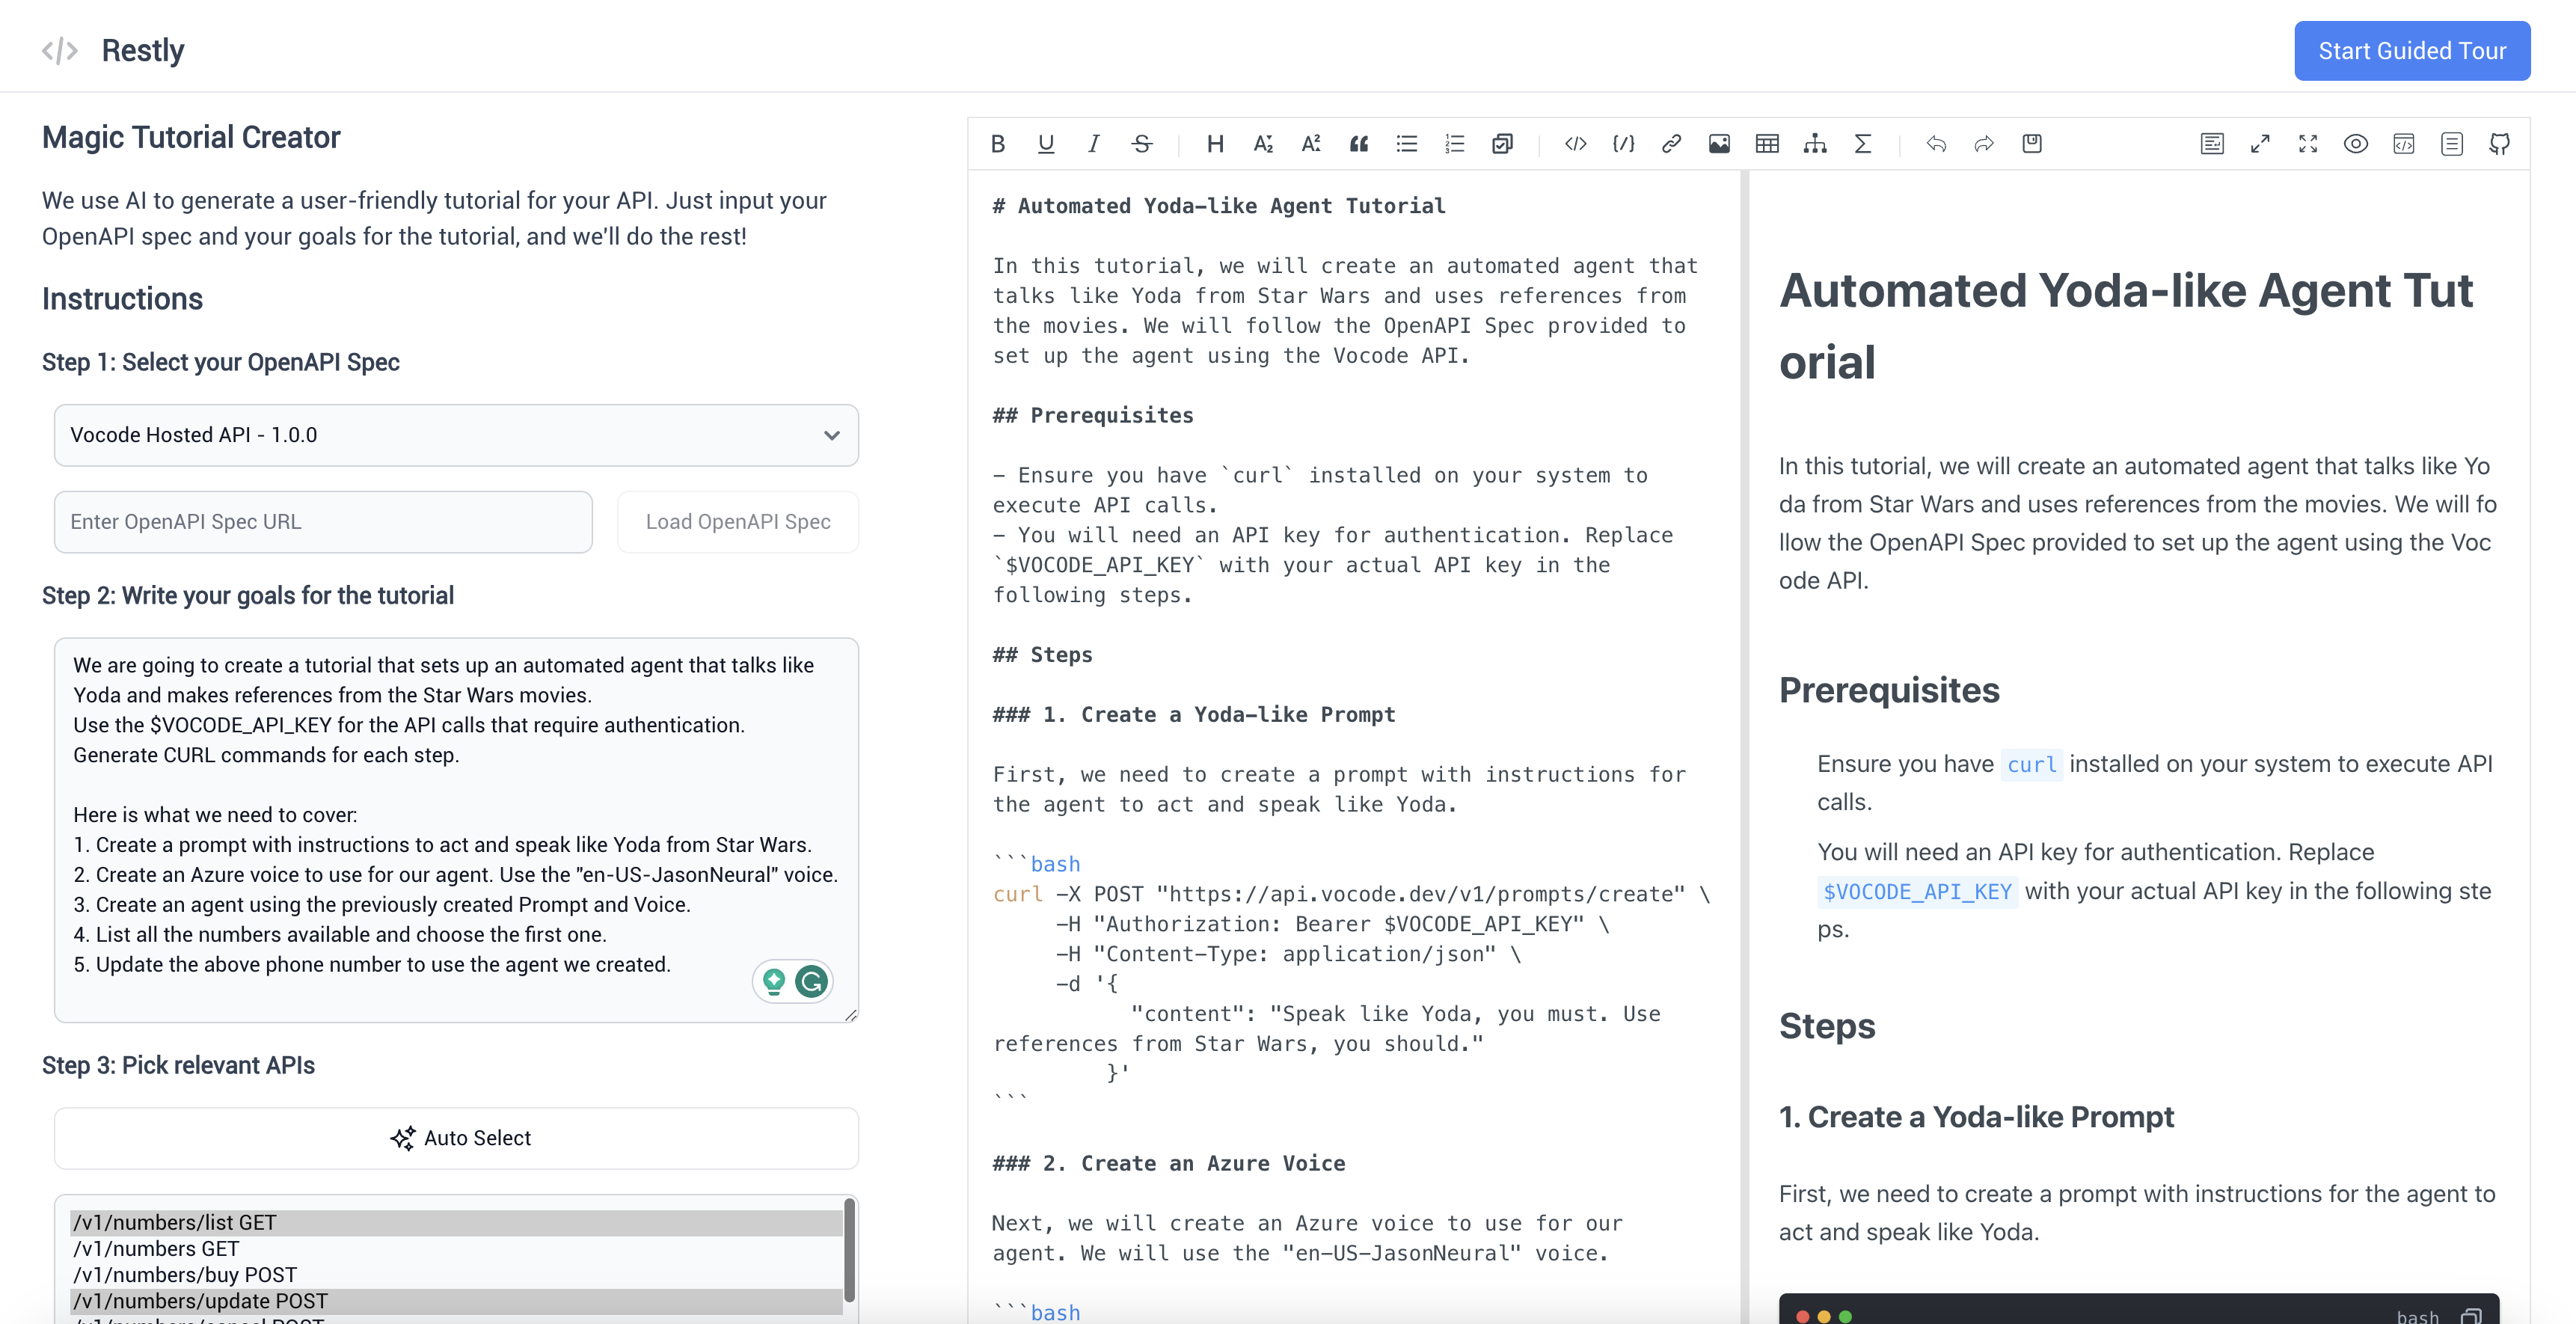 </> Restly
Start Guided Tour
Magic Tutorial Creator
We use AI to generate a user-friendly tutorial for your API. Just input your
OpenAPI spec and your goals for the tutorial, and we'll do the rest!
Instructions
Step 1: Select your OpenAPI Spec
Vocode Hosted API - 1.0.0
Enter OpenAPI Spec URL
Load OpenAPI Spec
Step 2: Write your goals for the tutorial
We are going to create a tutorial that sets up an automated agent that talks like
Yoda and makes references from the Star Wars movies.
Use the $VOCODE_API_KEY for the API calls that require authentication.
Generate CURL commands for each step.
Here is what we need to cover:
1. Create a prompt with instructions to act and speak like Yoda from Star Wars.
2. Create an Azure voice to use for our agent. Use the "en-US-JasonNeural" voice.
3. Create an agent using the previously created Prompt and Voice.
4. List all the numbers available and choose the first one.
5. Update the above phone number to use the agent we created.
Step 3: Pick relevant APIs
Auto Select
/v1/numbers/list GET
/v1/numbers GET
/v1/numbers/buy POST
/v1/numbers/update POST
/v1/numbers/cancel POST
# Automated Yoda-like Agent Tutorial
In this tutorial, we will create an automated agent that
talks like Yoda from Star Wars and uses references from
the movies. We will follow the OpenAPI Spec provided to
set up the agent using the Vocode API.
## Prerequisites
- Ensure you have `curl` installed on your system to
execute API calls.
- You will need an API key for authentication. Replace
`$VOCODE_API_KEY` with your actual API key in the
following steps.
## Steps
### 1. Create a Yoda-like Prompt
First, we need to create a prompt with instructions for
the agent to act and speak like Yoda.
```bash
curl -X POST "https://api.vocode.dev/v1/prompts/create" \
-H "Authorization: Bearer $VOCODE_API_KEY" \
-H "Content-Type: application/json" \
-d '{
"content": "Speak like Yoda, you must. Use
references from Star Wars, you should."
}'
```
### 2. Create an Azure Voice
Next, we will create an Azure voice to use for our
agent. We will use the "en-US-JasonNeural" voice.
```bash
Automated Yoda-like Agent Tut
orial
In this tutorial, we will create an automated agent that talks like Yo
da from Star Wars and uses references from the movies. We will fo
llow the OpenAPI Spec provided to set up the agent using the Voc
ode API.
Prerequisites
Ensure you have curl installed on your system to execute API
calls.
You will need an API key for authentication. Replace
$VOCODE_API_KEY with your actual API key in the following ste
ps.
Steps
1. Create a Yoda-like Prompt
First, we need to create a prompt with instructions for the agent to
act and speak like Yoda.
bash